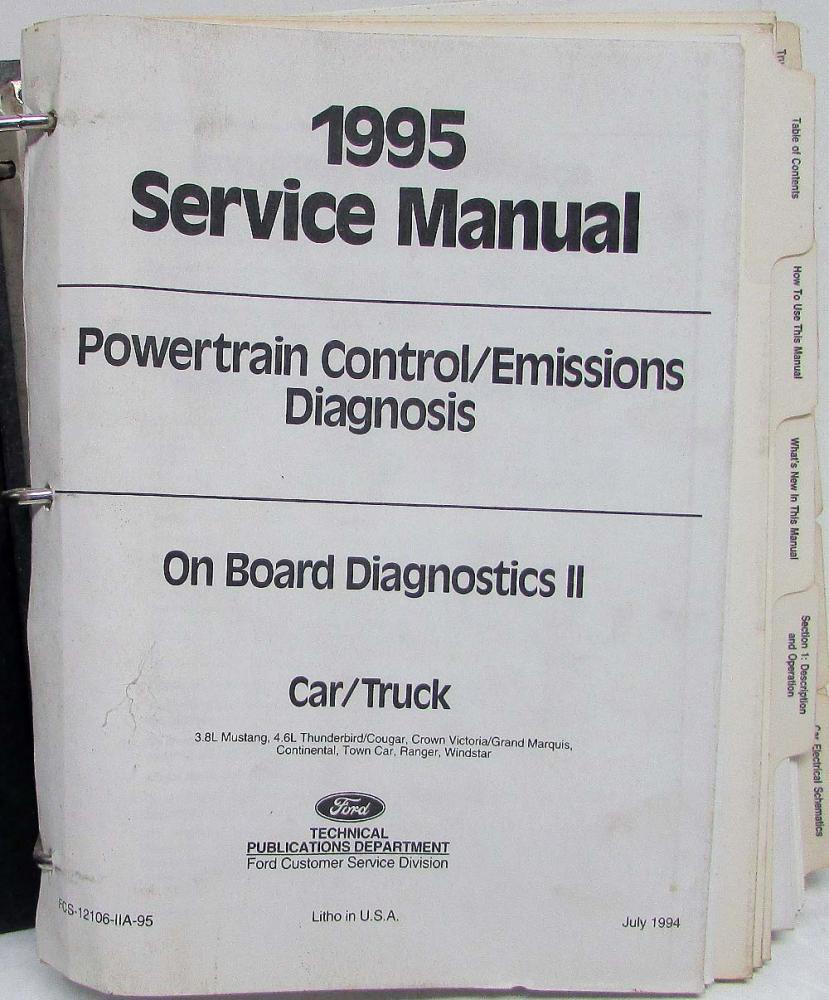 1995
Service Manual
Powertrain Control/Emissions
Diagnosis
On Board Diagnostics II
Car/Truck
3.8L Mustang, 4.6L Thunderbird/Cougar, Crown Victoria/Grand Marquis,
Continental, Town Car, Ranger, Windstar
Ford
TECHNICAL
PUBLICATIONS DEPARTMENT
Ford Customer Service Division
FCS-12106-IIA-95
Litho in U.S.A.
July 1994
Table of Contents
How To Use This Manual
What's New In This Manual
Section 1: Description
and Operation
Car Electrical Schematics